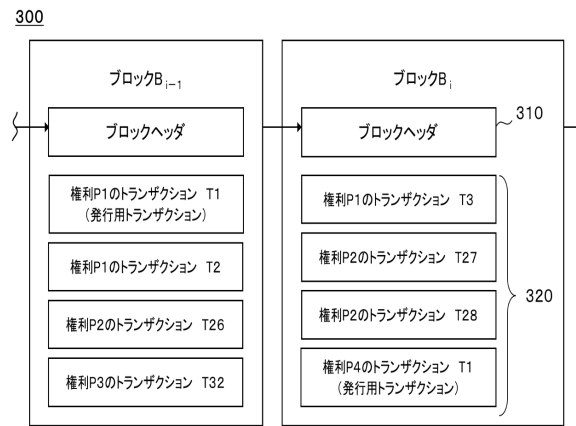 300
ブロックB i-1
ブロックヘッダ
権利P1のトランザクション T1
(発行用トランザクション)
権利P1のトランザクション T2
権利P2のトランザクション T26
権利P3のトランザクション T32
ブロックB i
ブロックヘッダ
310
権利P1のトランザクション T3
権利P2のトランザクション T27
権利P2のトランザクション T28
権利P4のトランザクション T1
(発行用トランザクション)
320